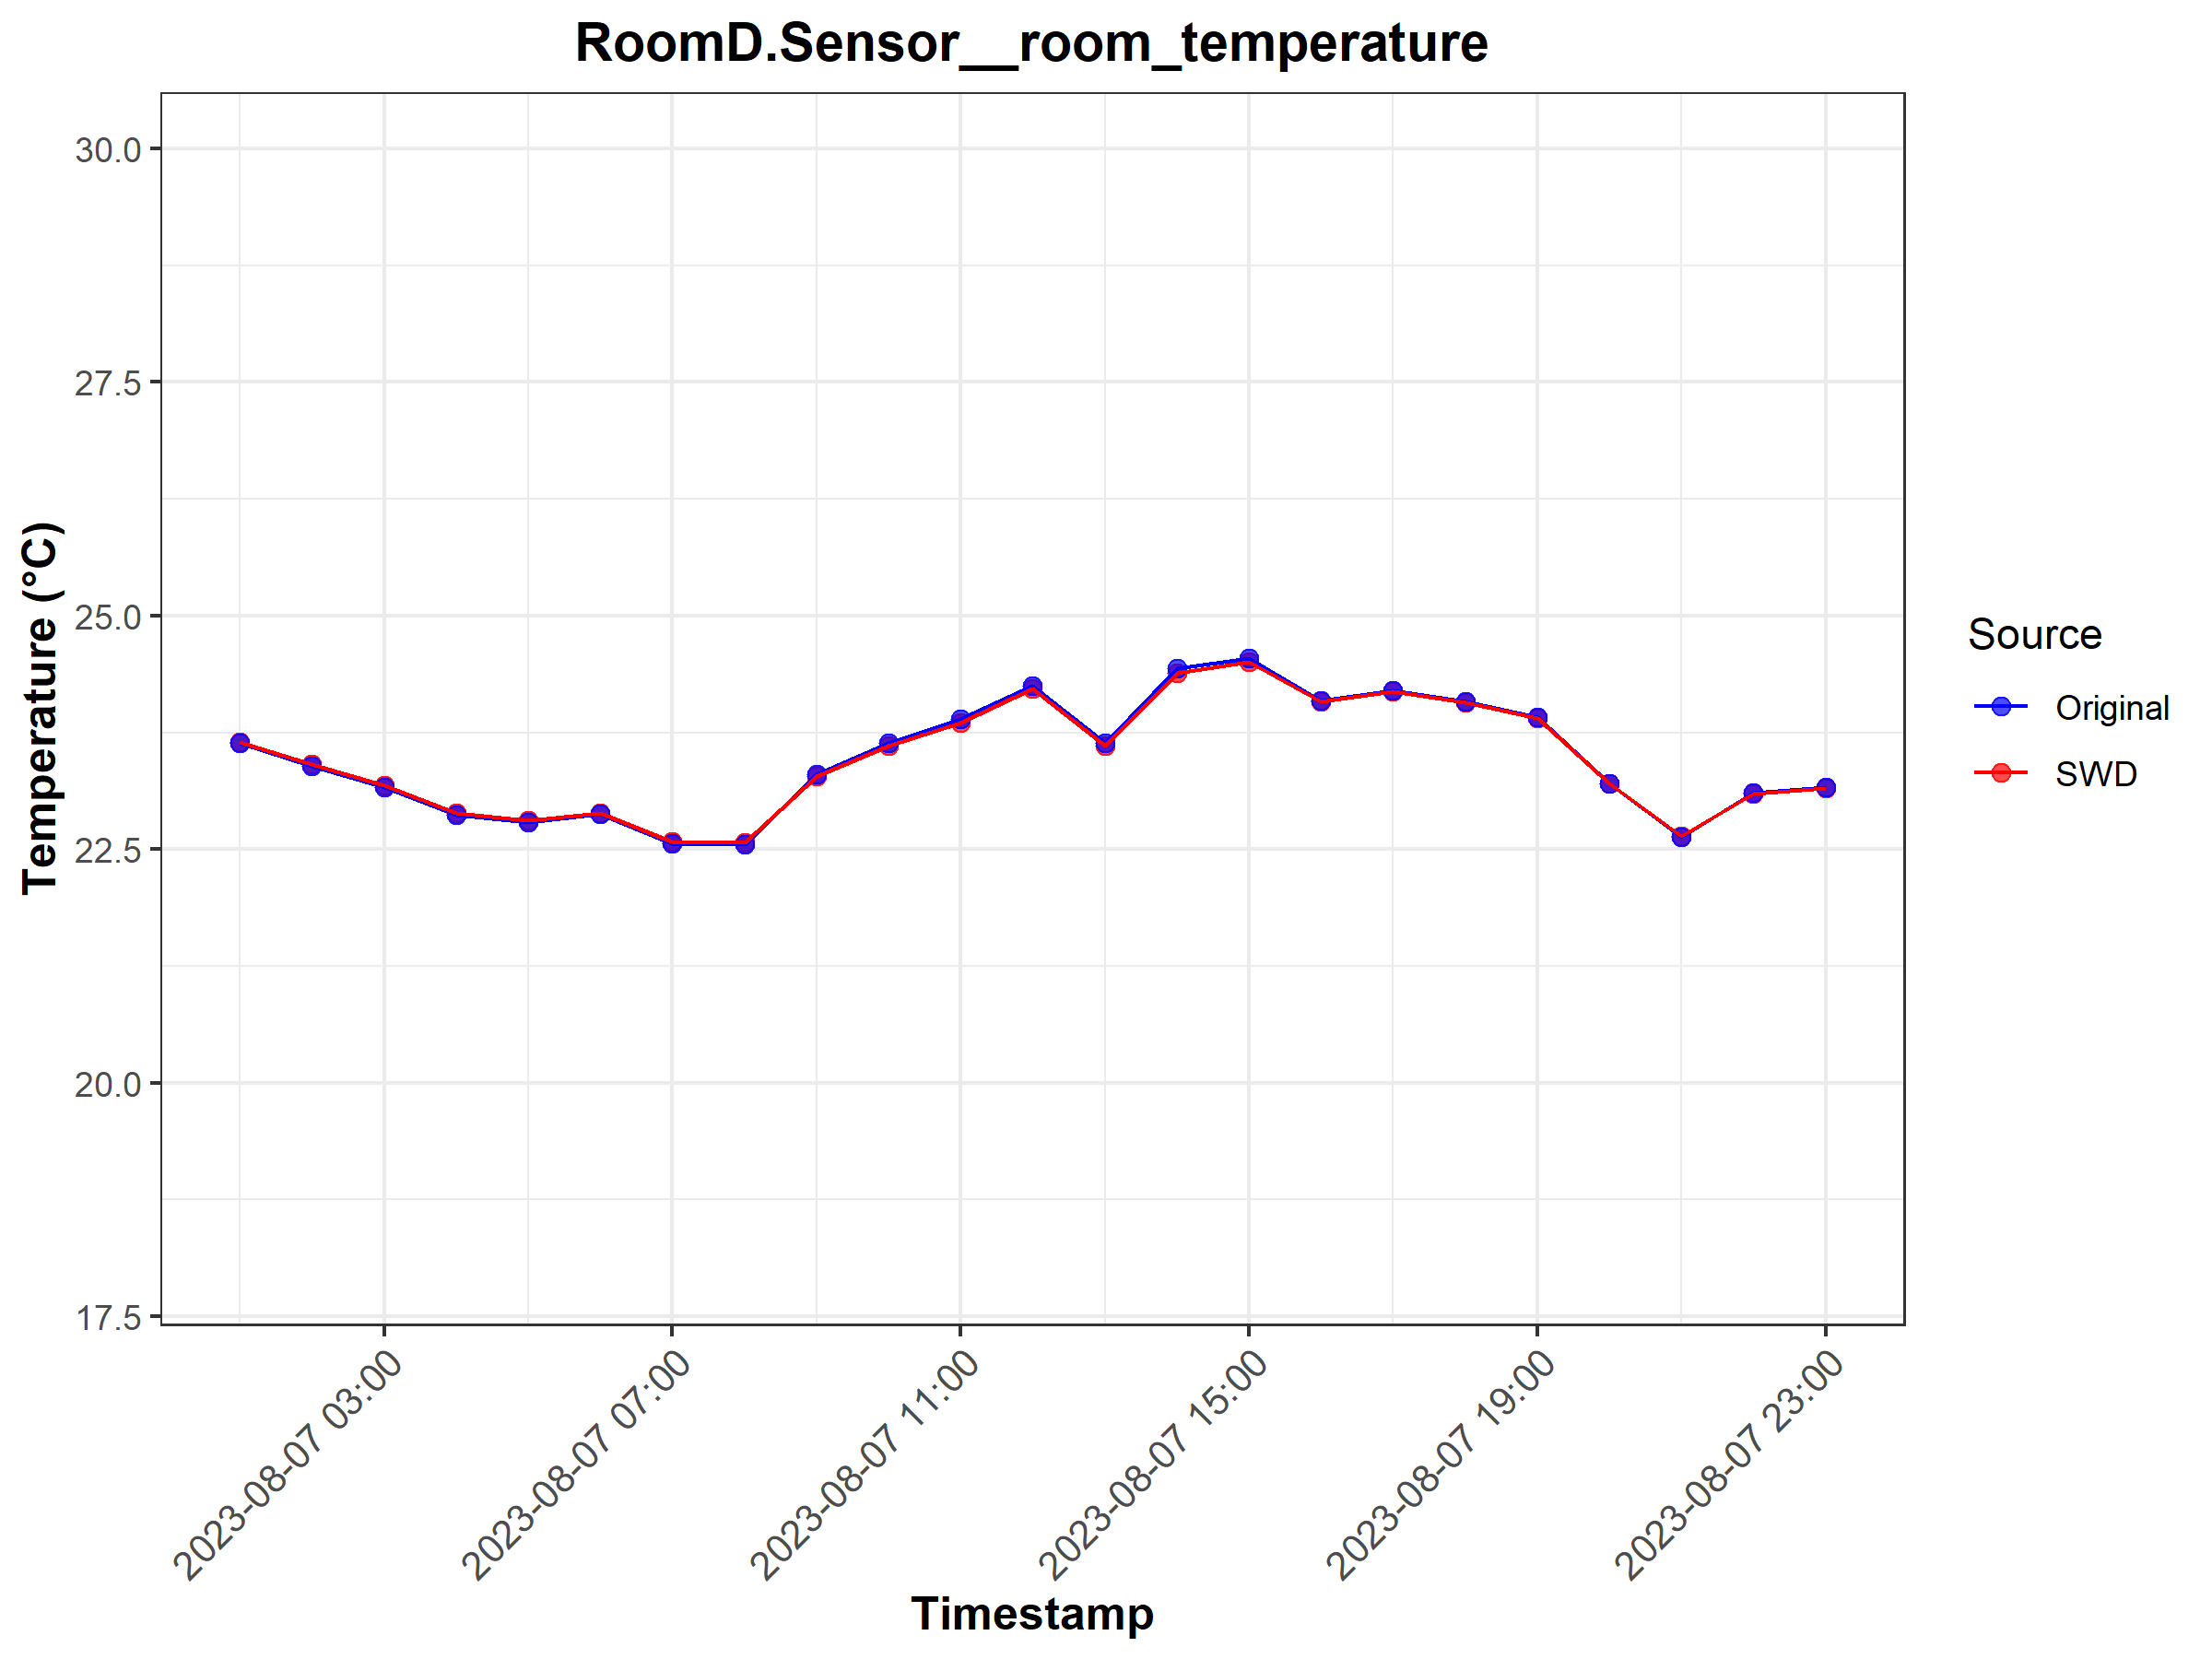 RoomD.Sensor__room_temperature
Temperature (°C)
30.0
27.5
25.0
22.5
20.0
17.5
2023-08-07 03:00
2023-08-07 07:00
2023-08-07 11:00
2023-08-07 15:00
2023-08-07 19:00
2023-08-07 23:00
Timestamp
Source
Original
SWD